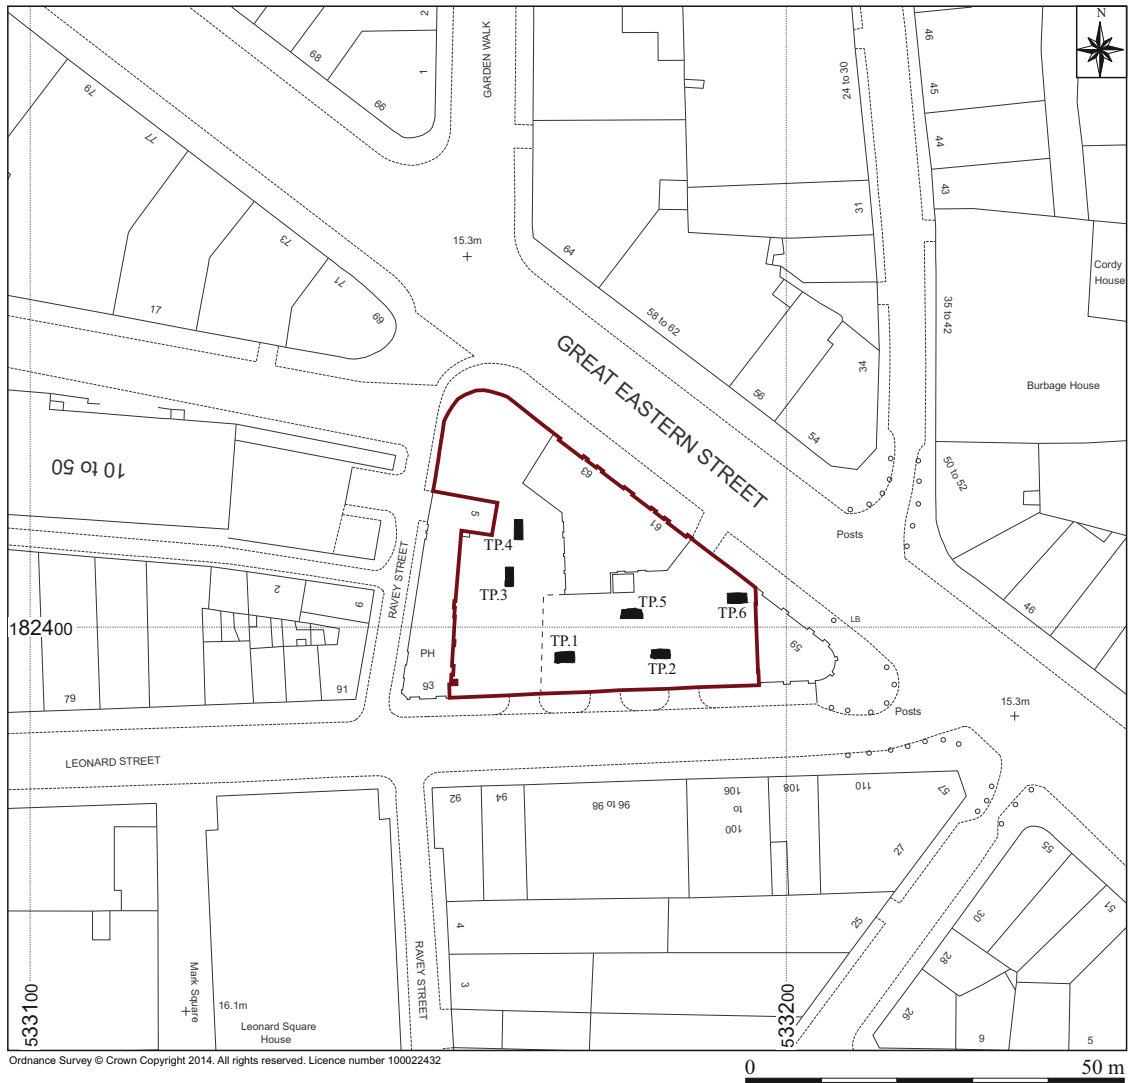 N
2
68
1
66
GARDEN WALK
24 to 30
46
45
44
43
79
77
31
73
15.3m
64
Cordy
House
71
69
17
58 to 62
35 to 42
GREAT EASTERN STREET
34
Burbage House
56
54
10 to 50
63
50 to 52
5
61
TP.4
Posts
RAVEY STREET
TP.3
2
9
TP.5
TP.6
46
182400
LB
59
TP.1
TP.2
PH
93
91
79
15.3m
Posts
LEONARD STREET
92
94
96 to 98
106
to
100
108
110
57
27
55
51
4
25
30
28
3
RAVEY STREET
Mark Square
16.1m
Leonard Square
House
533100
533200
26
9
5
Ordnance Survey © Crown Copyright 2014. All rights reserved. Licence number 100022432
0
50 m